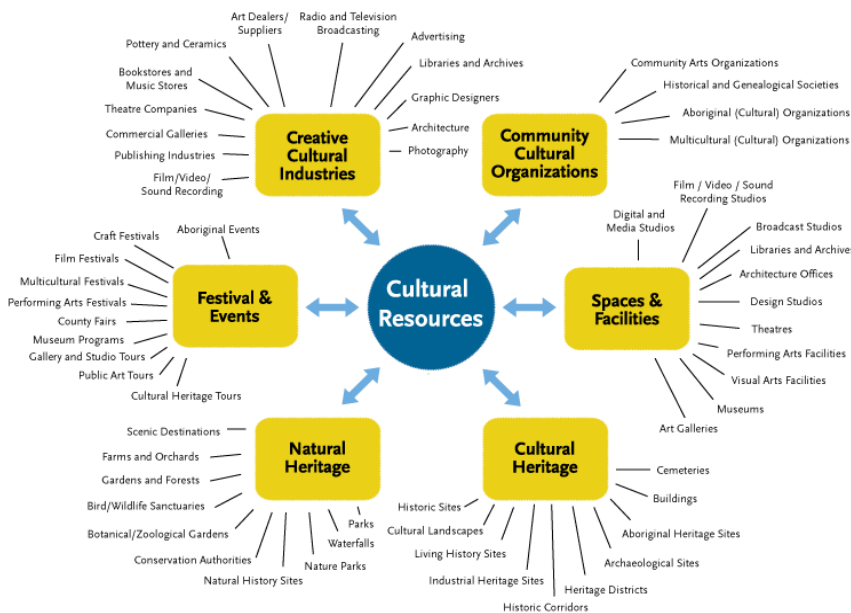 Art Dealers/
Suppliers
Radio and Television
Broadcasting
Pottery and Ceramics
Advertising
Bookstores and
Music Stores
Libraries and Archives
Theatre Companies
Graphic Designers
Commercial Galleries
Architecture
Publishing Industries
Photography
Film/Video/
Sound Recording
Creative
Cultural
Industries
Community Arts Organizations
Historical and Genealogical Societies
Aboriginal (Cultural) Organizations
Multicultural (Cultural) Organizations
Community
Cultural
Organizations
Craft Festivals
Aboriginal Events
Film Festivals
Multicultural Festivals
Performing Arts Festivals
County Fairs
Museum Programs
Gallery and Studio Tours
Public Art Tours
Cultural Heritage Tours
Festival &
Events
Cultural
Resources
Film / Video / Sound
Recording Studios
Digital and
Media Studios
Broadcast Studios
Libraries and Archives
Architecture Offices
Design Studios
Theatres
Performing Arts Facilities
Visual Arts Facilities
Museums
Art Galleries
Spaces &
Facilities
Scenic Destinations
Farms and Orchards
Gardens and Forests
Bird/Wildlife Sanctuaries
Botanical/Zoological Gardens
Conservation Authorities
Natural History Sites
Nature Parks
Waterfalls
Parks
Natural
Heritage
Cultural
Heritage
Cemeteries
Buildings
Historic Sites
Cultural Landscapes
Living History Sites
Industrial Heritage Sites
Historic Corridors
Heritage Districts
Archaeological Sites
Aboriginal Heritage Sites